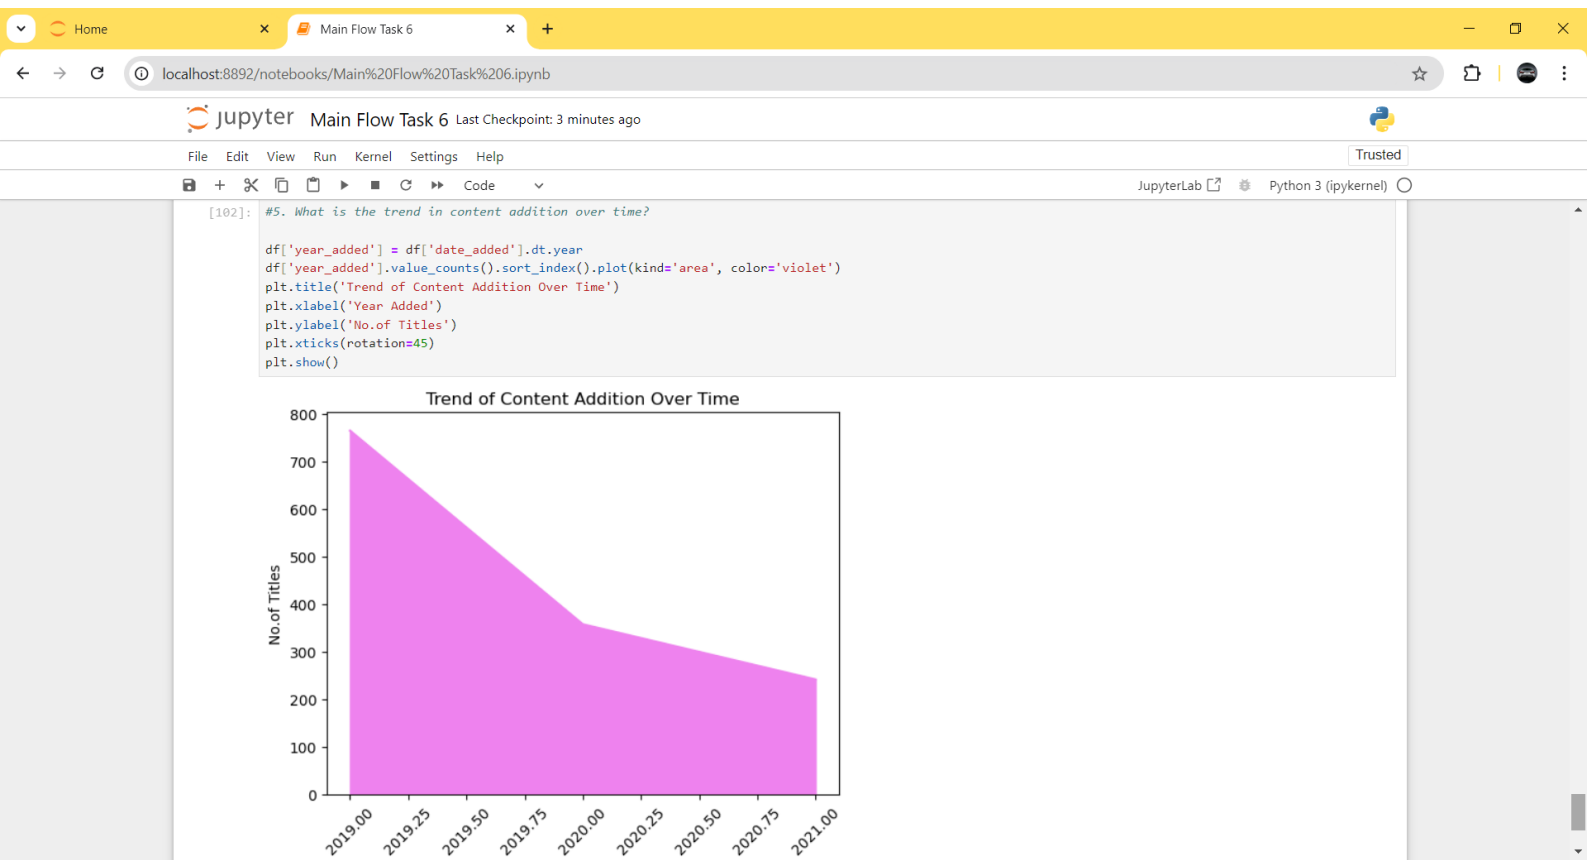 Home
Main Flow Task 6
localhost:8892/notebooks/Main%20Flow%20Task%206.ipynb
jupyter Main Flow Task 6 Last Checkpoint: 3 minutes ago
File Edit View Run Kernel Settings Help
Trusted
Code
JupyterLab
Python 3 (ipykernel)
[102]: #5. What is the trend in content addition over time?
df['year_added'] = df['date_added'].dt.year
df['year_added'].value_counts().sort_index().plot(kind='area', color='violet')
plt.title('Trend of Content Addition Over Time')
plt.xlabel('Year Added')
plt.ylabel('No.of Titles')
plt.xticks(rotation=45)
plt.show()
Trend of Content Addition Over Time
800
700
600
500
400
300
200
100
0
No.of Titles
2019.00 2019.25 2019.50 2019.75 2020.00 2020.25 2020.50 2020.75 2021.00